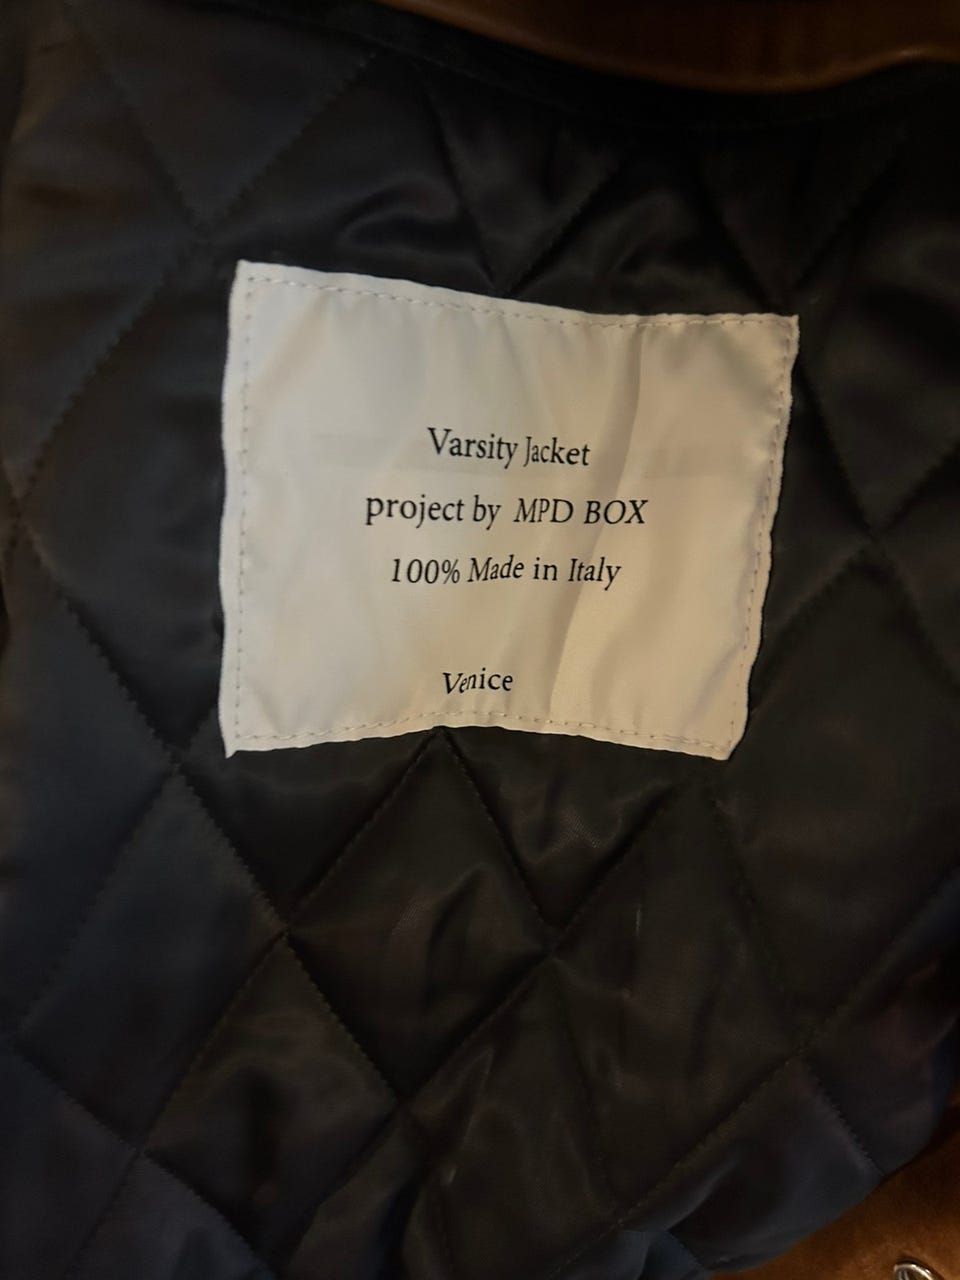 Varsity Jacket
project by MPD BOX
100% Made in Italy
Venice